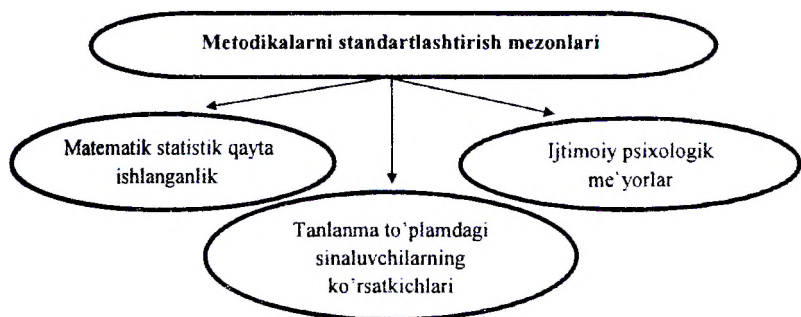 Metodikalarni standartlashtirish mezonlari
Matematik statistik qayta
ishlanganlik
Tanlanma to'plamdagi
sinaluvchilarning
ko'rsatkichlari
Ijtimoiy psixologik
me`yorlar